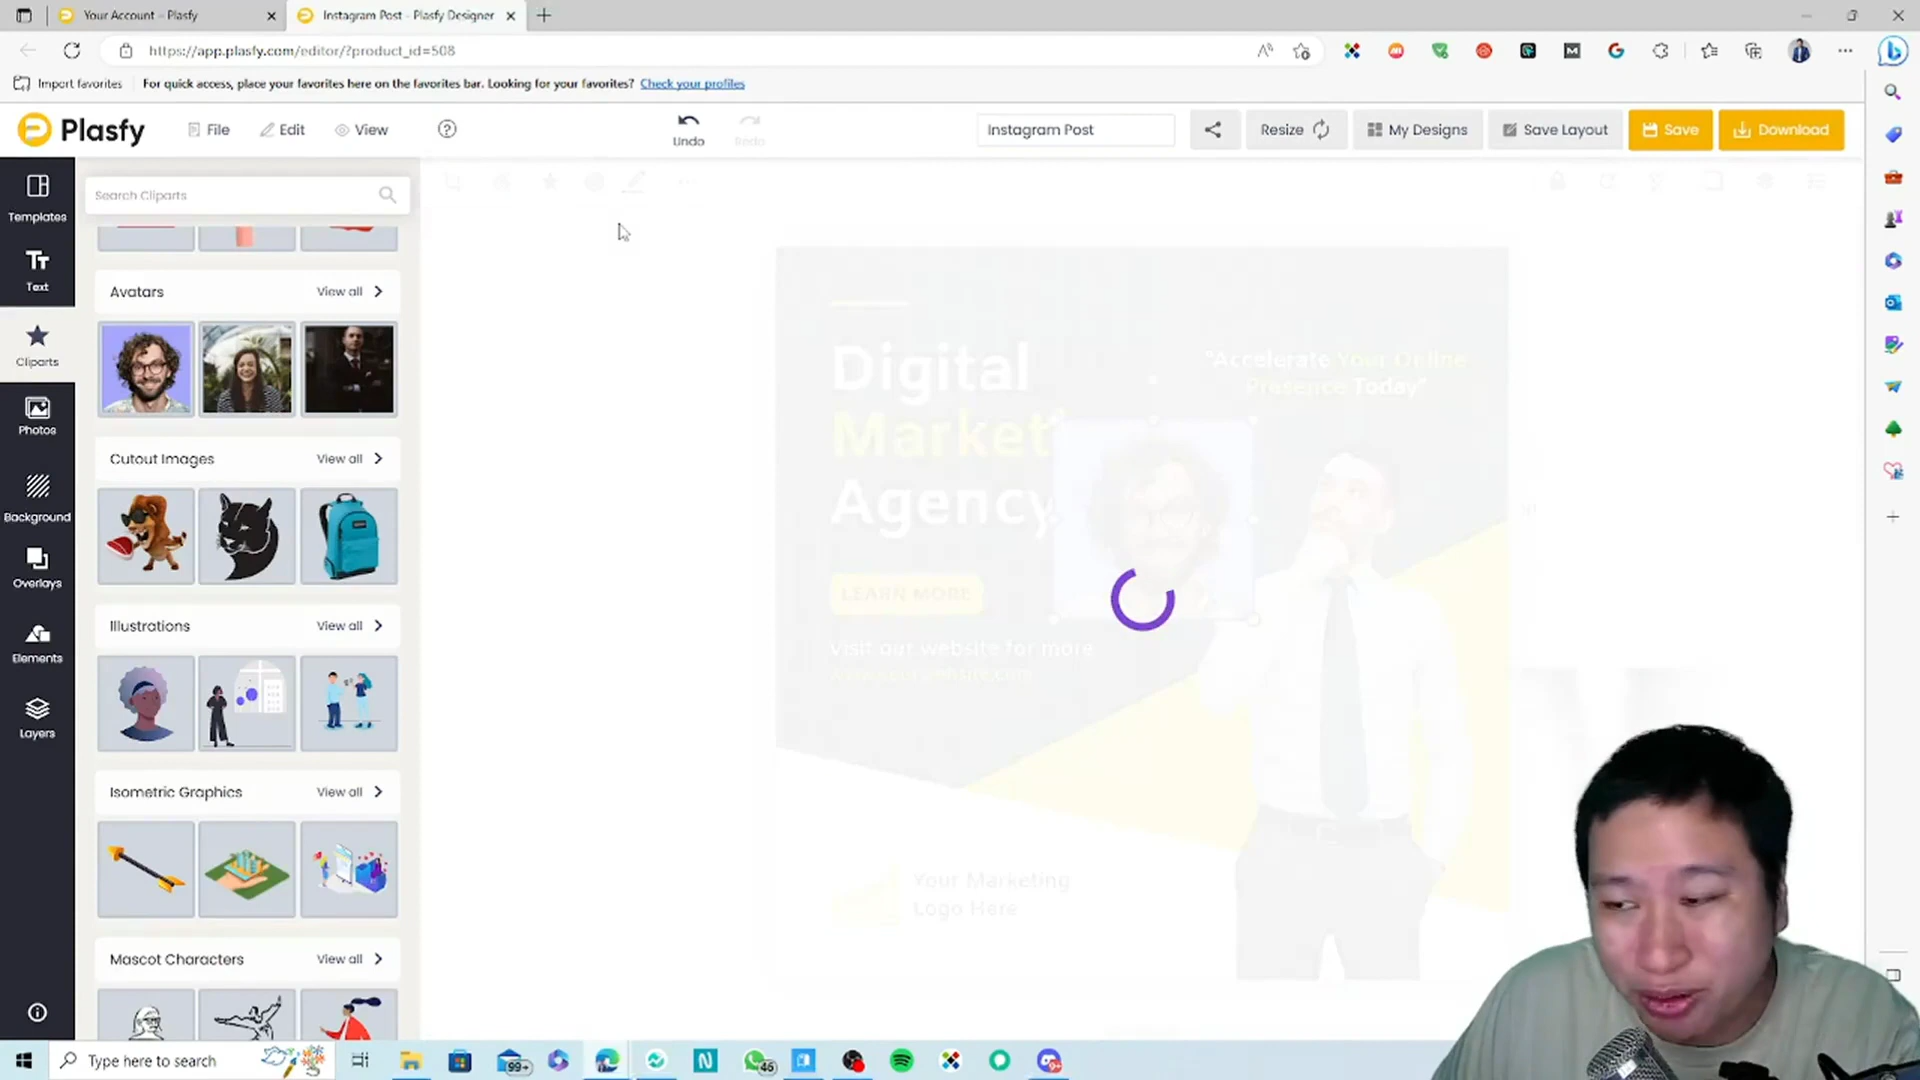 Your Account - Plasfy
Instagram Post - Plasfy Designer
https://app.plasfy.com/editor/?product_id=508
Import favorites
For quick access, place your favorites here on the favorites bar. Looking for your favorites? Check your profiles
Plasfy
File
Edit
View
Undo
Redo
Instagram Post
Resize
My Designs
Save Layout
Save
Download
Templates
Text
Cliparts
Photos
Background
Overlays
Elements
Layers
Search Cliparts
Avatars
View all
Cutout Images
View all
Illustrations
View all
Isometric Graphics
View all
Mascot Characters
View all
Digital
Market
Agency
"Accelerate Your Online
Presence Today"
LEARN MORE
Visit our website for more
Your Marketing
Logo Here
Type here to search
99+
46